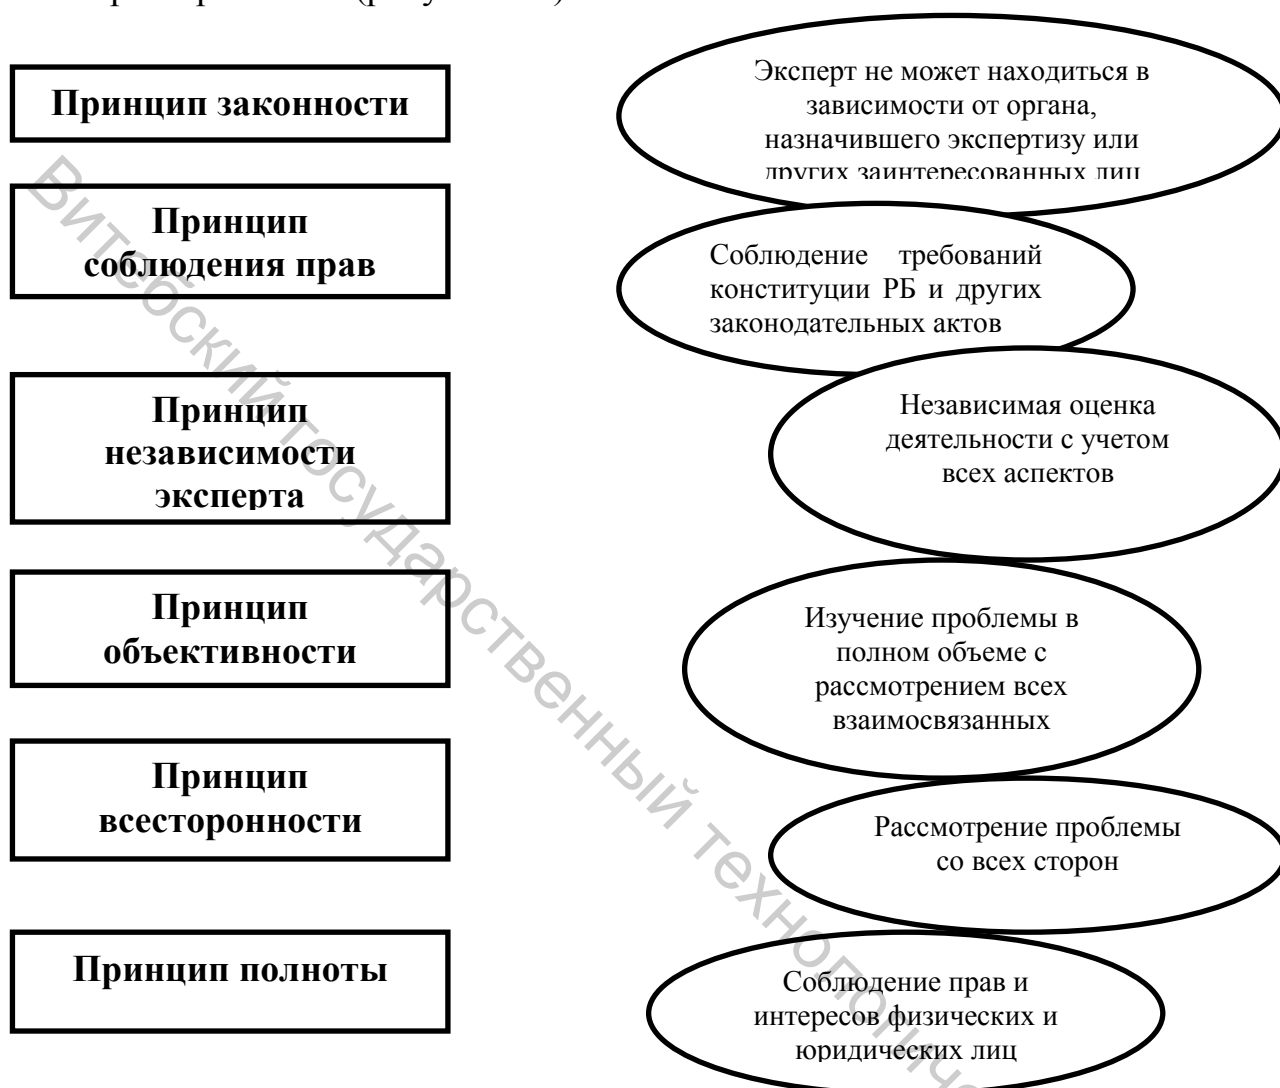 Принцип законности
Эксперт не может находиться в
зависимости от органа,
назначившего экспертизу или
других заинтересованных лиц
Принцип
соблюдения прав
Соблюдение требований
конституции РБ и других
законодательных актов
Принцип
независимости
эксперта
Независимая оценка
деятельности с учетом
всех аспектов
Принцип
объективности
Изучение проблемы в
полном объеме с
рассмотрением всех
взаимосвязанных
Принцип
всесторонности
Рассмотрение проблемы
со всех сторон
Принцип полноты
Соблюдение прав и
интересов физических и
юридических лиц
Витебский государственный